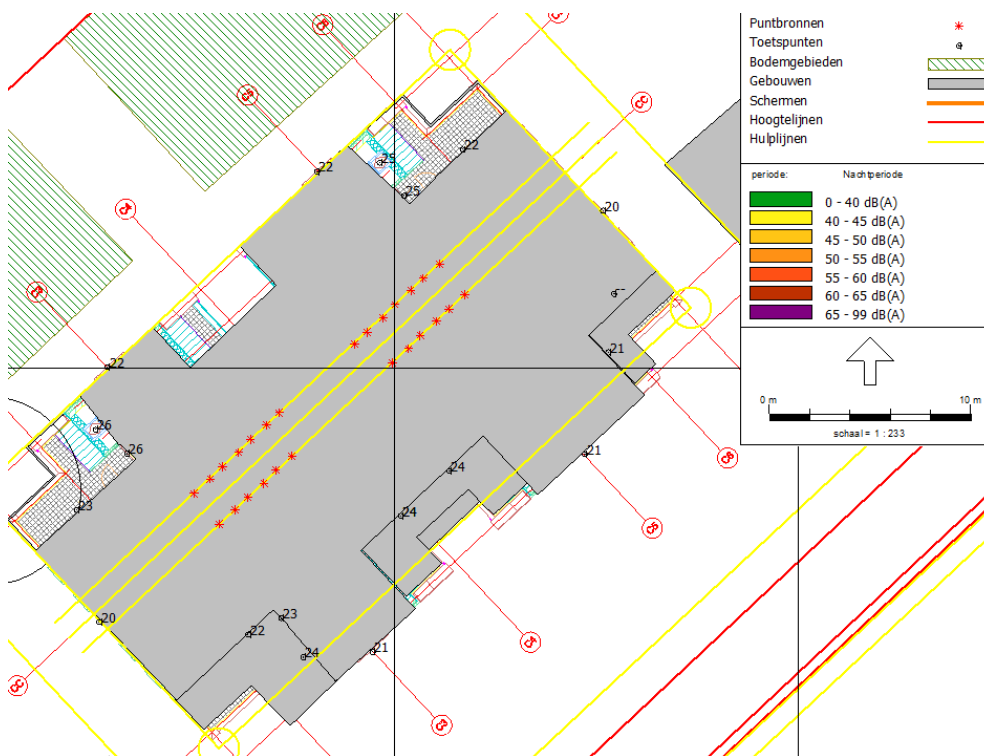 Puntbronnen
Toetspunten
Bodemgebieden
Gebouwen
Schermen
Hoogtelijnen
Hulplijnen
periode: Nachtperiode
0 - 40 dB(A)
40 - 45 dB(A)
45 - 50 dB(A)
50 - 55 dB(A)
55 - 60 dB(A)
60 - 65 dB(A)
65 - 99 dB(A)
0 m 10 m
schaal = 1 : 233
22
25
22
25
20
21
22
26
26
23
24
21
24
20
23
22
24
21